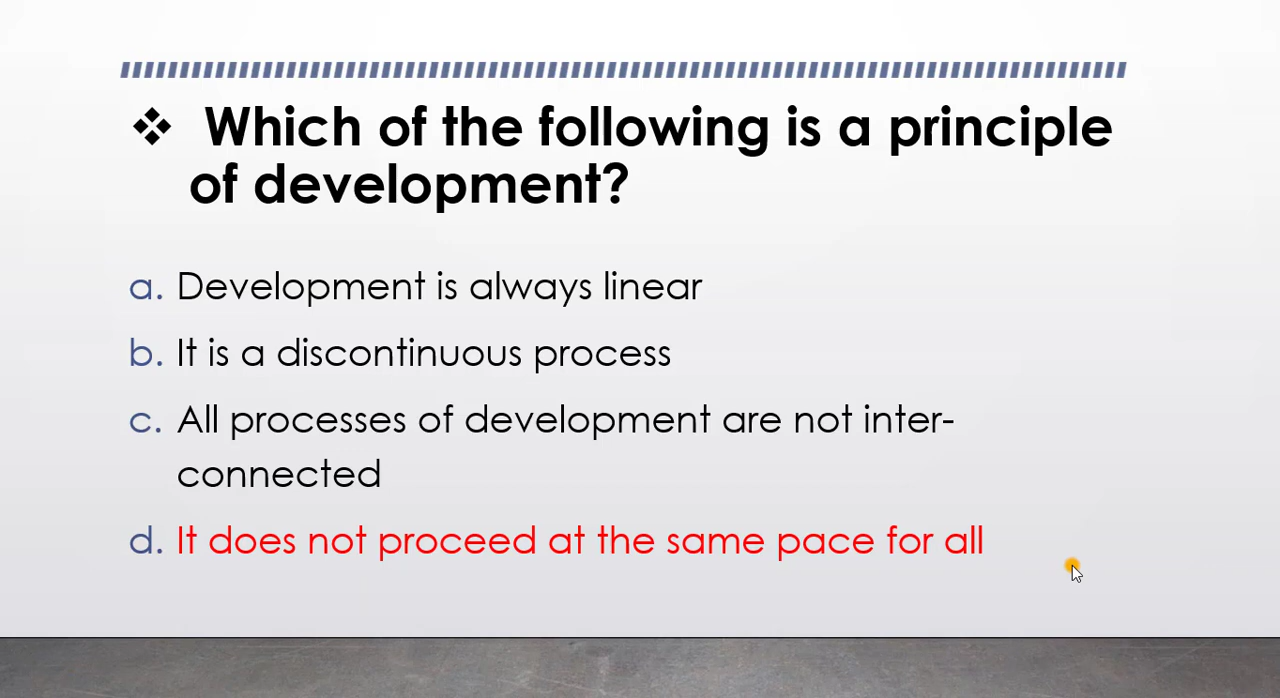 ❖ Which of the following is a principle
of development?
a. Development is always linear
b. It is a discontinuous process
c. All processes of development are not inter-
connected
d. It does not proceed at the same pace for all